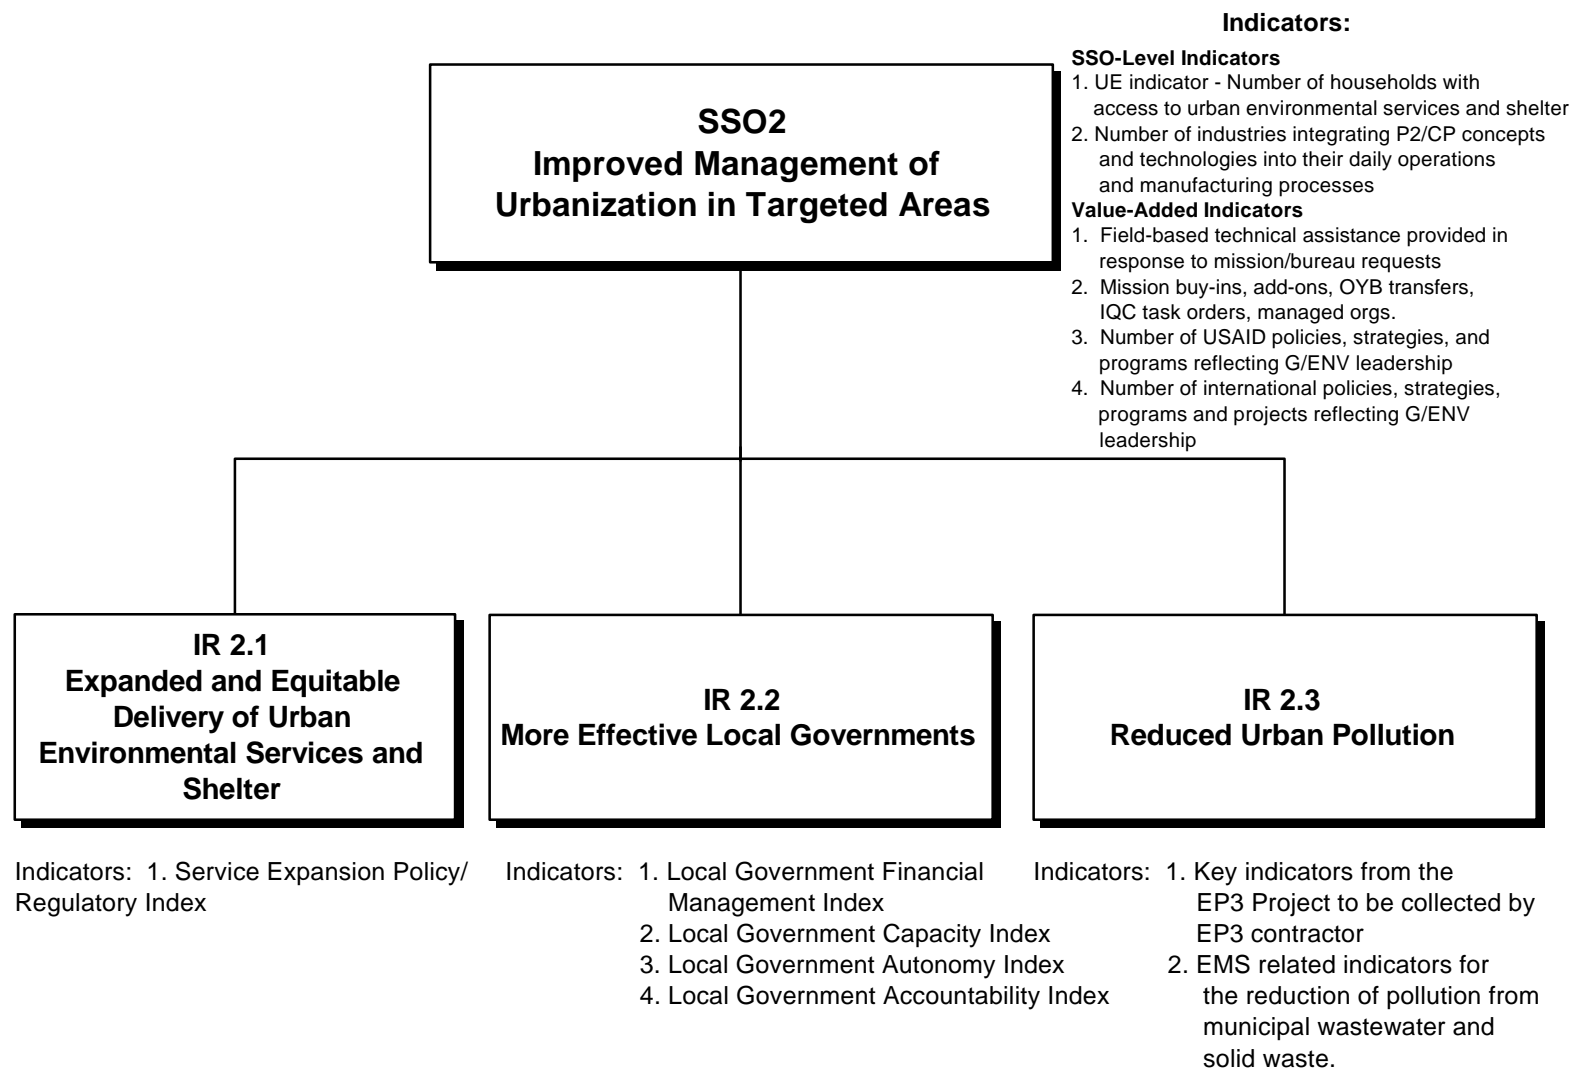 Indicators:
SSO-Level Indicators
1. UE indicator - Number of households with
access to urban environmental services and shelter
2. Number of industries integrating P2/CP concepts
and technologies into their daily operations
and manufacturing processes
Value-Added Indicators
1. Field-based technical assistance provided in
response to mission/bureau requests
2. Mission buy-ins, add-ons, OYB transfers,
IQC task orders, managed orgs.
3. Number of USAID policies, strategies, and
programs reflecting G/ENV leadership
4. Number of international policies, strategies,
programs and projects reflecting G/ENV
leadership
SSO2
Improved Management of
Urbanization in Targeted Areas
IR 2.1
Expanded and Equitable
Delivery of Urban
Environmental Services and
Shelter
IR 2.2
More Effective Local Governments
IR 2.3
Reduced Urban Pollution
Indicators: 1. Service Expansion Policy/
Regulatory Index
Indicators: 1. Local Government Financial
Management Index
2. Local Government Capacity Index
3. Local Government Autonomy Index
4. Local Government Accountability Index
Indicators: 1. Key indicators from the
EP3 Project to be collected by
EP3 contractor
2. EMS related indicators for
the reduction of pollution from
municipal wastewater and
solid waste.